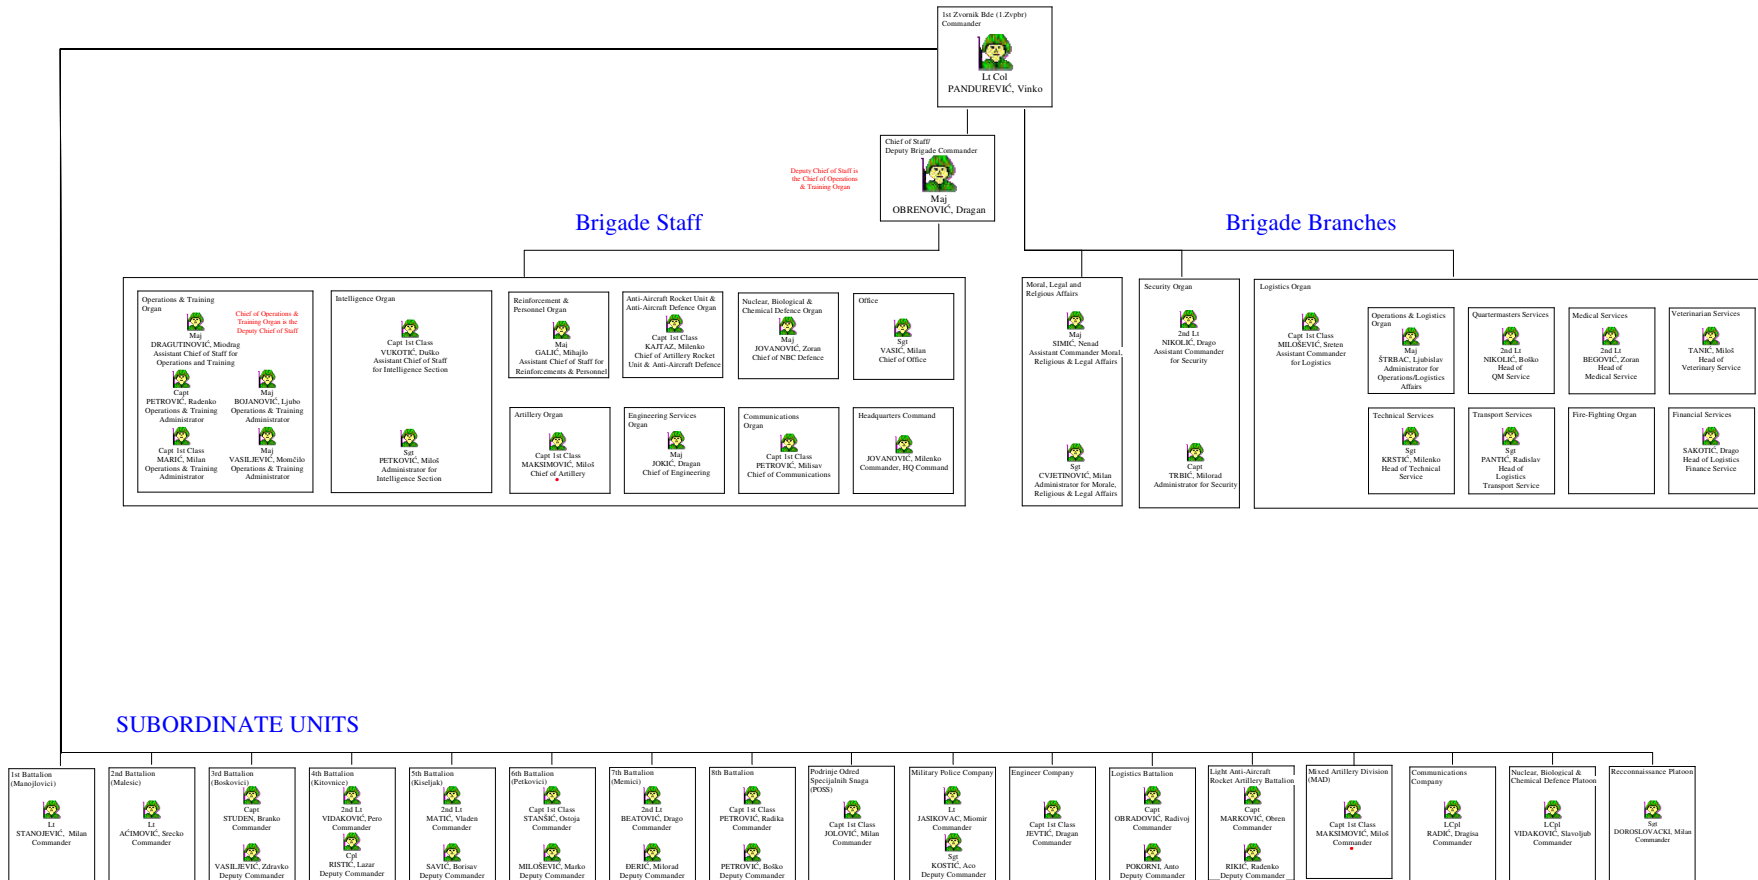 1st Zvornik Bde (1.Zvpbr)
Commander
Lt Col
PANDUREVIĆ, Vinko
Chief of Staff/
Deputy Brigade Commander
Maj
OBRENOVIĆ, Dragan
Deputy Chief of Staff is
the Chief of Operations
& Training Organ
Brigade Staff
Brigade Branches
Operations & Training
Organ
Chief of Operations &
Training Organ is the
Deputy Chief of Staff
Maj
DRAGUTINOVIĆ, Miodrag
Assistant Chief of Staff for
Operations and Training
Capt
PETROVIĆ, Radenko
Operations & Training
Administrator
Maj
BOJANOVIĆ, Ljubo
Operations & Training
Administrator
Capt 1st Class
MARIĆ, Milan
Operations & Training
Administrator
Maj
VASILJEVIĆ, Momčilo
Operations & Training
Administrator
Intelligence Organ
Capt 1st Class
VUKOTIĆ, Duško
Assistant Chief of Staff
for Intelligence Section
Sgt
PETKOVIĆ, Miloš
Administrator for
Intelligence Section
Reinforcement &
Personnel Organ
Maj
GALIĆ, Mihajlo
Assistant Chief of Staff for
Reinforcements & Personnel
Anti-Aircraft Rocket Unit &
Anti-Aircraft Defence Organ
Capt 1st Class
KAJTAZ, Milenko
Chief of Artillery Rocket
Unit & Anti-Aircraft Defence
Nuclear, Biological &
Chemical Defence Organ
Maj
JOVANOVIĆ, Zoran
Chief of NBC Defence
Office
Sgt
VASIĆ, Milan
Chief of Office
Artillery Organ
Capt 1st Class
MAKSIMOVIĆ, Miloš
Chief of Artillery
Engineering Services
Organ
Maj
JOKIĆ, Dragan
Chief of Engineering
Communications
Organ
Capt 1st Class
PETROVIĆ, Milisav
Chief of Communications
Headquarters Command
JOVANOVIĆ, Milenko
Commander, HQ Command
Moral, Legal and
Relgious Affairs
Maj
SIMIĆ, Nenad
Assistant Commander Moral,
Religious & Legal Affairs
Sgt
CVJETINOVIĆ, Milan
Administrator for Morale,
Religious & Legal Affairs
Security Organ
2nd Lt
NIKOLIĆ, Drago
Assistant Commander
for Security
Capt
TRBIĆ, Milorad
Administrator for Security
Logistics Organ
Capt 1st Class
MILOŠEVIĆ, Sreten
Assistant Commander
for Logistics
Operations & Logistics
Organ
Maj
ŠTRBAC, Ljubislav
Administrator for
Operations/Logistics
Affairs
Quartermasters Services
2nd Lt
NIKOLIĆ, Boško
Head of
QM Service
Medical Services
2nd Lt
BEGOVIĆ, Zoran
Head of
Medical Service
Veterinarian Services
TANIĆ, Miloš
Head of
Veterinary Service
Technical Services
Sgt
KRSTIĆ, Milenko
Head of Technical
Service
Transport Services
Sgt
PANTIĆ, Radislav
Head of
Logistics
Transport Service
Fire-Fighting Organ
Financial Services
SAKOTIĆ, Drago
Head of Logistics
Finance Service
SUBORDINATE UNITS
1st Battalion
(Manojlovici)
Lt
STANOJEVIĆ, Milan
Commander
2nd Battalion
(Malesic)
Lt
AĆIMOVIĆ, Srecko
Commander
3rd Battalion
(Boskovici)
Capt
STUDEN, Branko
Commander
VASILJEVIĆ, Zdravko
Deputy Commander
4th Battalion
(Kitovnice)
2nd Lt
VIDAKOVIĆ, Pero
Commander
Cpl
RISTIĆ, Lazar
Deputy Commander
5th Battalion
(Kiseljak)
2nd Lt
MATIĆ, Vladen
Commander
SAVIĆ, Borisav
Deputy Commander
6th Battalion
(Petkovici)
Capt 1st Class
STANŠIĆ, Ostoja
Commander
MILOŠEVIĆ, Marko
Deputy Commander
7th Battalion
(Memici)
2nd Lt
BEATOVIĆ, Drago
Commander
ĐERIĆ, Milorad
Deputy Commander
8th Battalion
Capt 1st Class
PETROVIĆ, Radika
Commander
PETROVIĆ, Boško
Deputy Commander
Podrinje Odred
Specijalnih Snaga
(POSS)
Capt 1st Class
JOLOVIĆ, Milan
Commander
Military Police Company
Lt
JASIKOVAC, Miomir
Commander
Sgt
KOSTIĆ, Aco
Deputy Commander
Engineer Company
Capt 1st Class
JEVTIĆ, Dragan
Commander
Logistics Battalion
Capt
OBRADOVIĆ, Radivoj
Commander
POKORNI, Anto
Deputy Commander
Light Anti-Aircraft
Rocket Artillery Battalion
Capt
MARKOVIĆ, Obren
Commander
RIKIĆ, Radenko
Deputy Commander
Mixed Artillery Division
(MAD)
Capt 1st Class
MAKSIMOVIĆ, Miloš
Commander
Communications
Company
LCpl
RADIĆ, Dragisa
Commander
Nuclear, Biological &
Chemical Defence Platoon
LCpl
VIDAKOVIĆ, Slavoljub
Commander
Recconnaissance Platoon
Sgt
DOROSLOVACKI, Milan
Commander